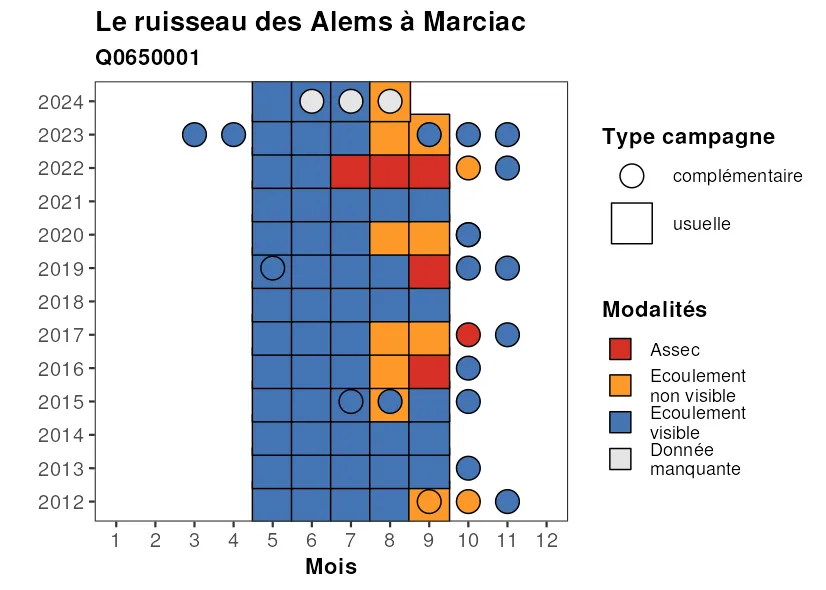 Le ruisseau des Alems à Marciac
Q0650001
2024
2023
2022
2021
2020
2019
2018
2017
2016
2015
2014
2013
2012
1 2 3 4 5 6 7 8 9 10 11 12
Mois
Type campagne
complémentaire
usuelle
Modalités
Assec
Ecoulement
non visible
Ecoulement
visible
Donnée
manquante